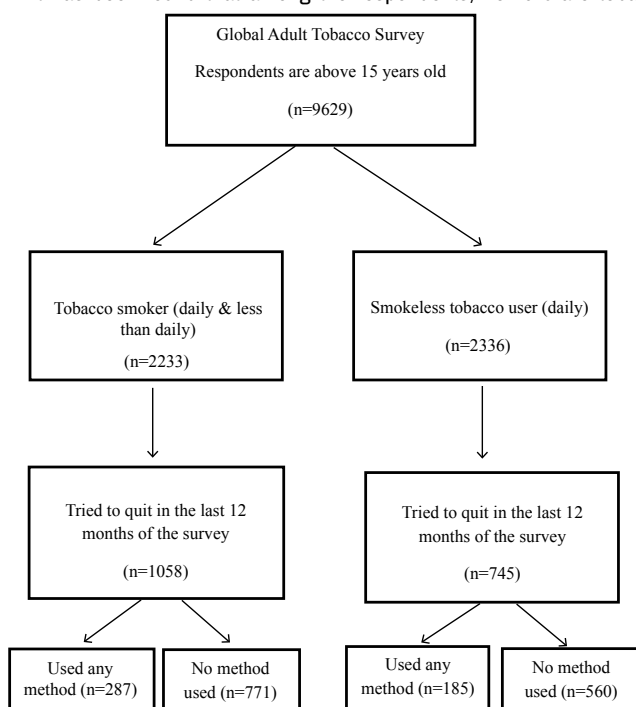 Global Adult Tobacco Survey
Respondents are above 15 years old
(n=9629)
Tobacco smoker (daily & less
than daily)
(n=2233)
Smokeless tobacco user (daily)
(n=2336)
Tried to quit in the last 12
months of the survey
(n=1058)
Tried to quit in the last 12
months of the survey
(n=745)
Used any
method (n=287)
No method
used (n=771)
Used any
method (n=185)
No method
used (n=560)